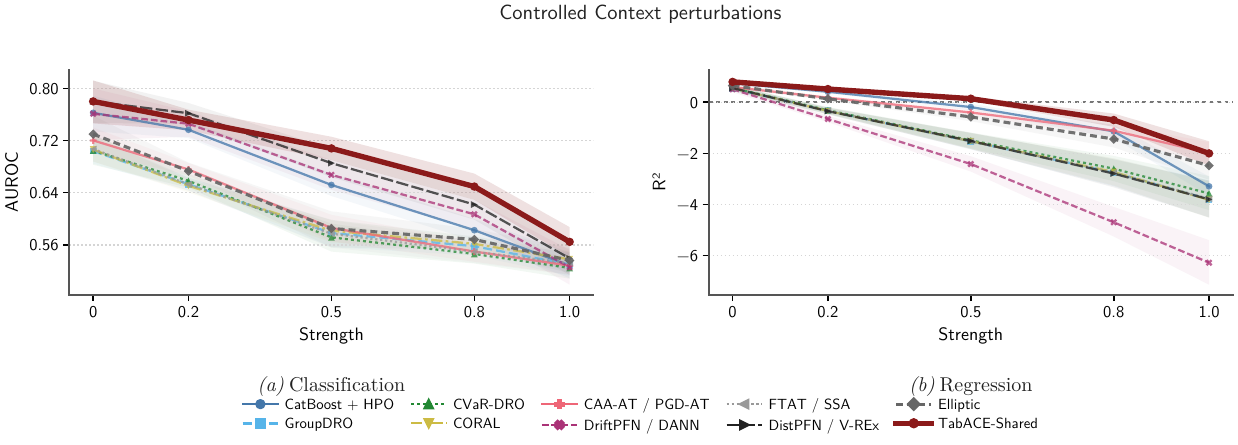 Controlled Context perturbations
AUROC
0.80
0.72
0.64
0.56
0 0.2 0.5 0.8 1.0
Strength
R²
0
−2
−4
−6
0 0.2 0.5 0.8 1.0
Strength
(a) Classification
(b) Regression
CatBoost + HPO CVaR-DRO CAA-AT / PGD-AT FTAT / SSA Elliptic
GroupDRO CORAL DriftPFN / DANN DistPFN / V-REx TabACE-Shared